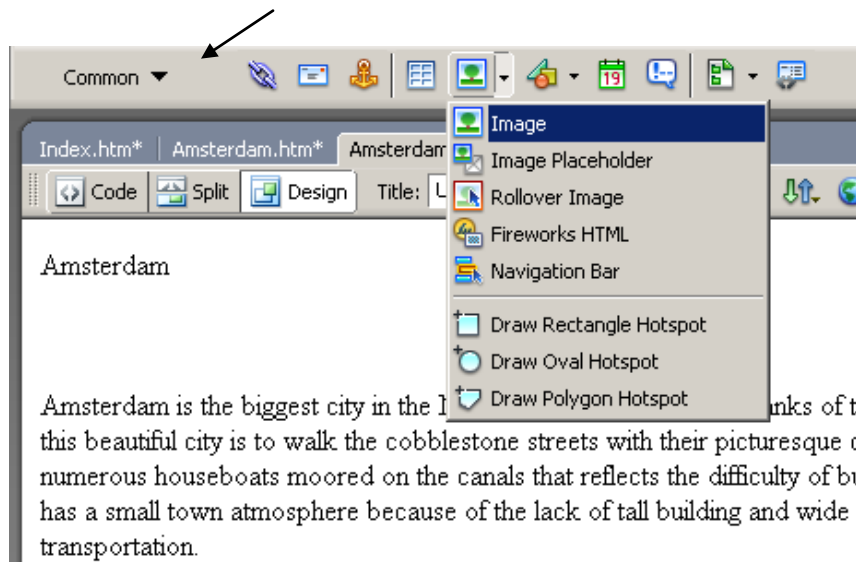 Common
19
Image
Index.htm* Amsterdam.htm* Amsterdam
Image Placeholder
Code Split Design Title:
Rollover Image
Fireworks HTML
Navigation Bar
Draw Rectangle Hotspot
Draw Oval Hotspot
Draw Polygon Hotspot
Amsterdam
Amsterdam is the biggest city in the of
this beautiful city is to walk the cobblestone streets with their picturesque
numerous houseboats moored on the canals that reflects the difficulty of
has a small town atmosphere because of the lack of tall building and wide
transportation.